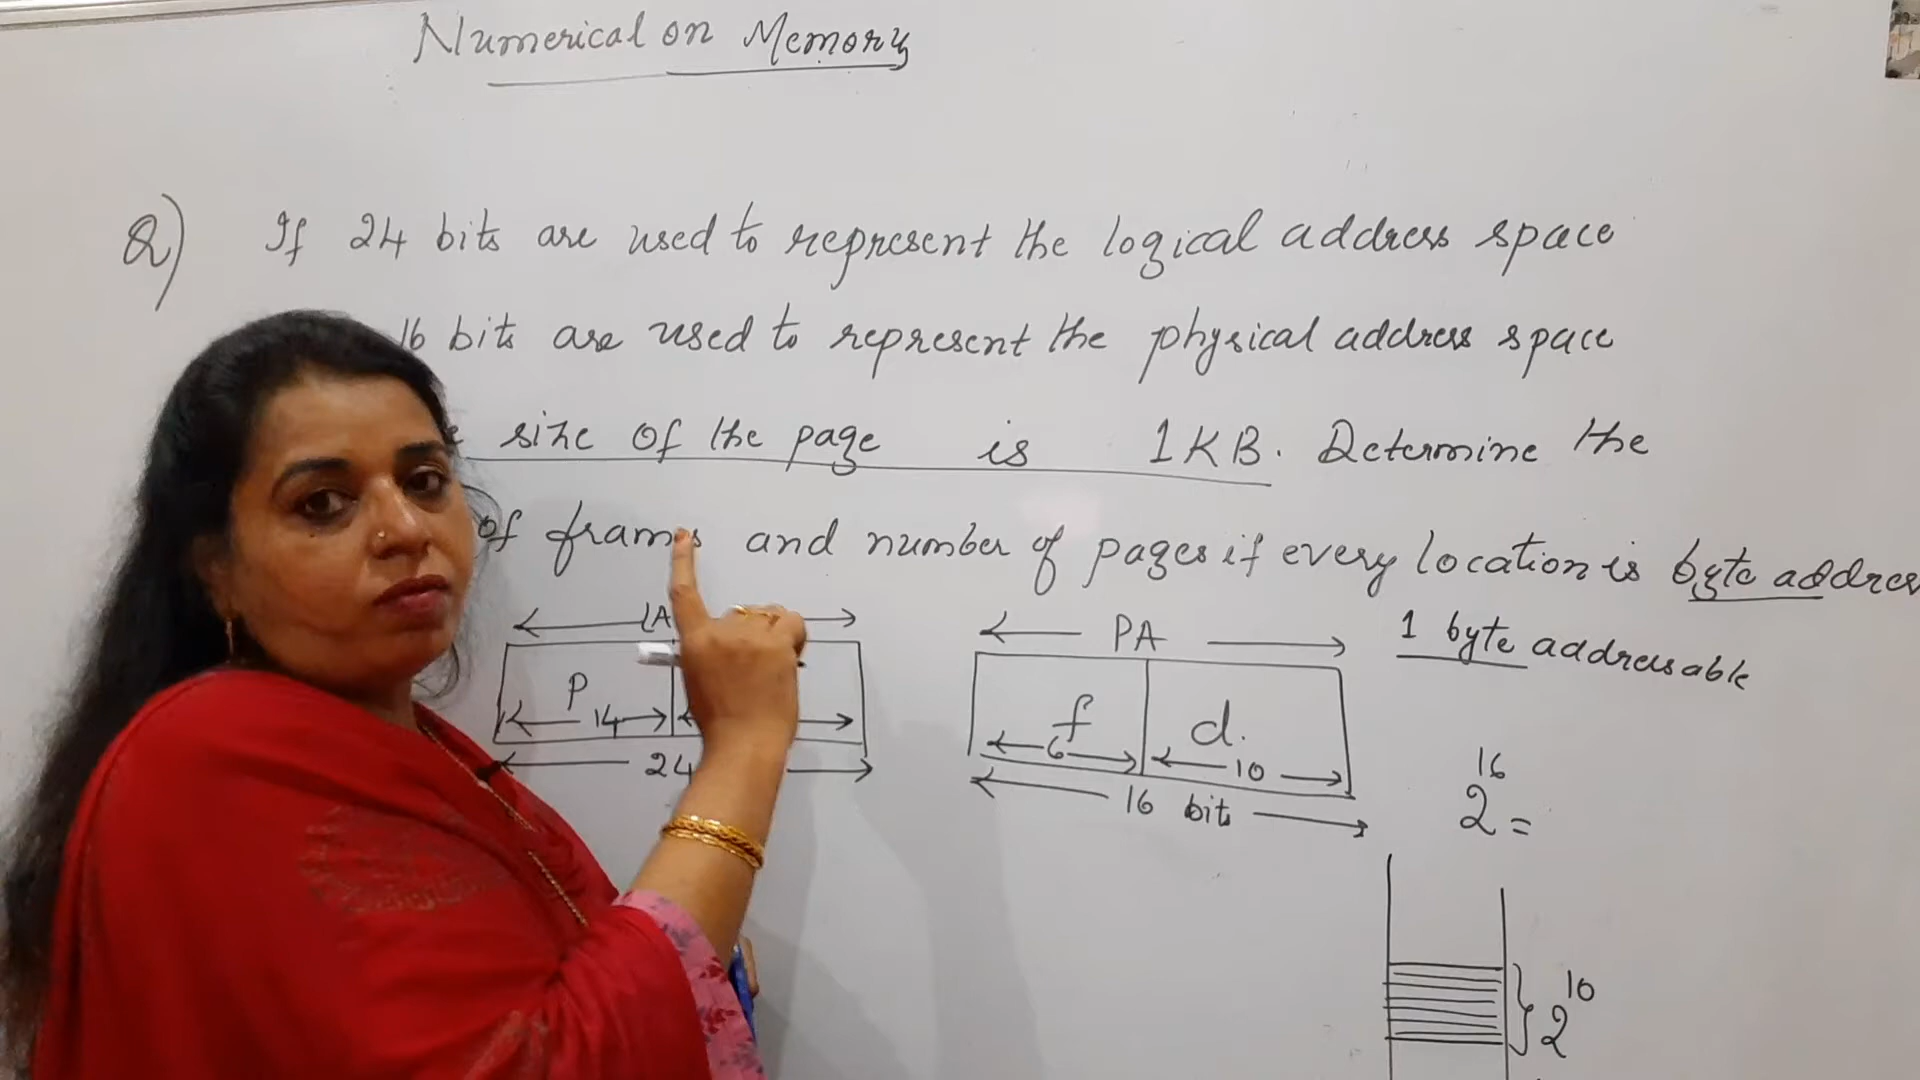 Numerical on Memory
Q) If 24 bits are used to represent the logical address space
16 bits are used to represent the physical address space
size of the page is 1KB. Determine the
of frames and number of pages if every location is byte addres
LA
PA
1 byte addressable
P
14
24
f
d.
6
10
16 bits
2^16 =
2^10